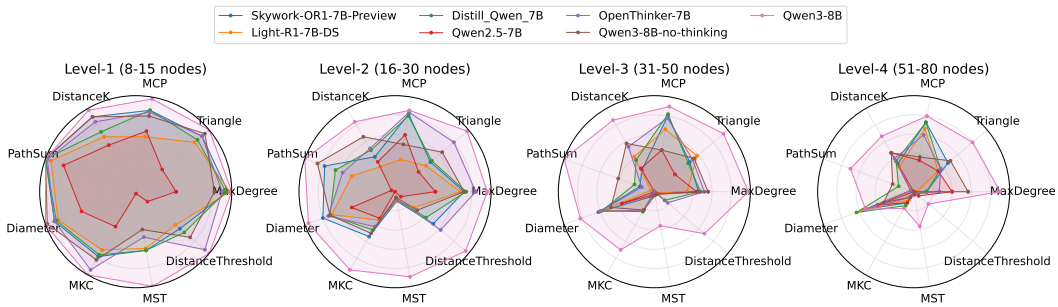 Skywork-OR1-7B-Preview
Light-R1-7B-DS
Distill_Qwen_7B
Qwen2.5-7B
OpenThinker-7B
Qwen3-8B-no-thinking
Qwen3-8B
Level-1 (8-15 nodes)
MCP
DistanceK
Triangle
PathSum
MaxDegree
Diameter
DistanceThreshold
MKC
MST
Level-2 (16-30 nodes)
MCP
DistanceK
Triangle
PathSum
MaxDegree
Diameter
DistanceThreshold
MKC
MST
Level-3 (31-50 nodes)
MCP
DistanceK
Triangle
PathSum
MaxDegree
Diameter
DistanceThreshold
MKC
MST
Level-4 (51-80 nodes)
MCP
DistanceK
Triangle
PathSum
MaxDegree
Diameter
DistanceThreshold
MKC
MST